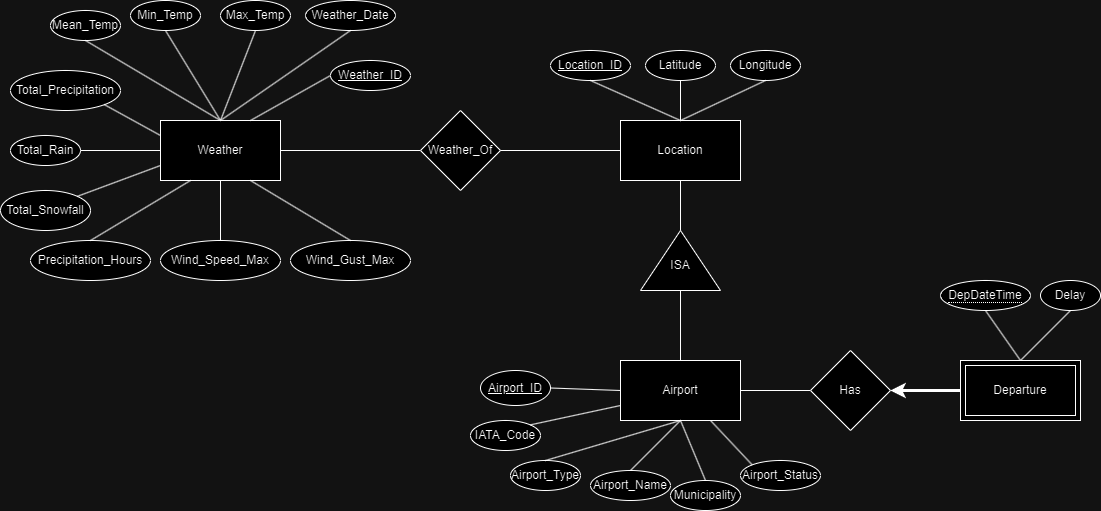 Mean_Temp
Min_Temp
Max_Temp
Weather_Date
Weather_ID
Total_Precipitation
Total_Rain
Total_Snowfall
Precipitation_Hours
Wind_Speed_Max
Wind_Gust_Max
Weather
Weather_Of
Location_ID
Latitude
Longitude
Location
ISA
Airport_ID
IATA_Code
Airport_Type
Airport_Name
Municipality
Airport_Status
Airport
Has
DepDateTime
Delay
Departure